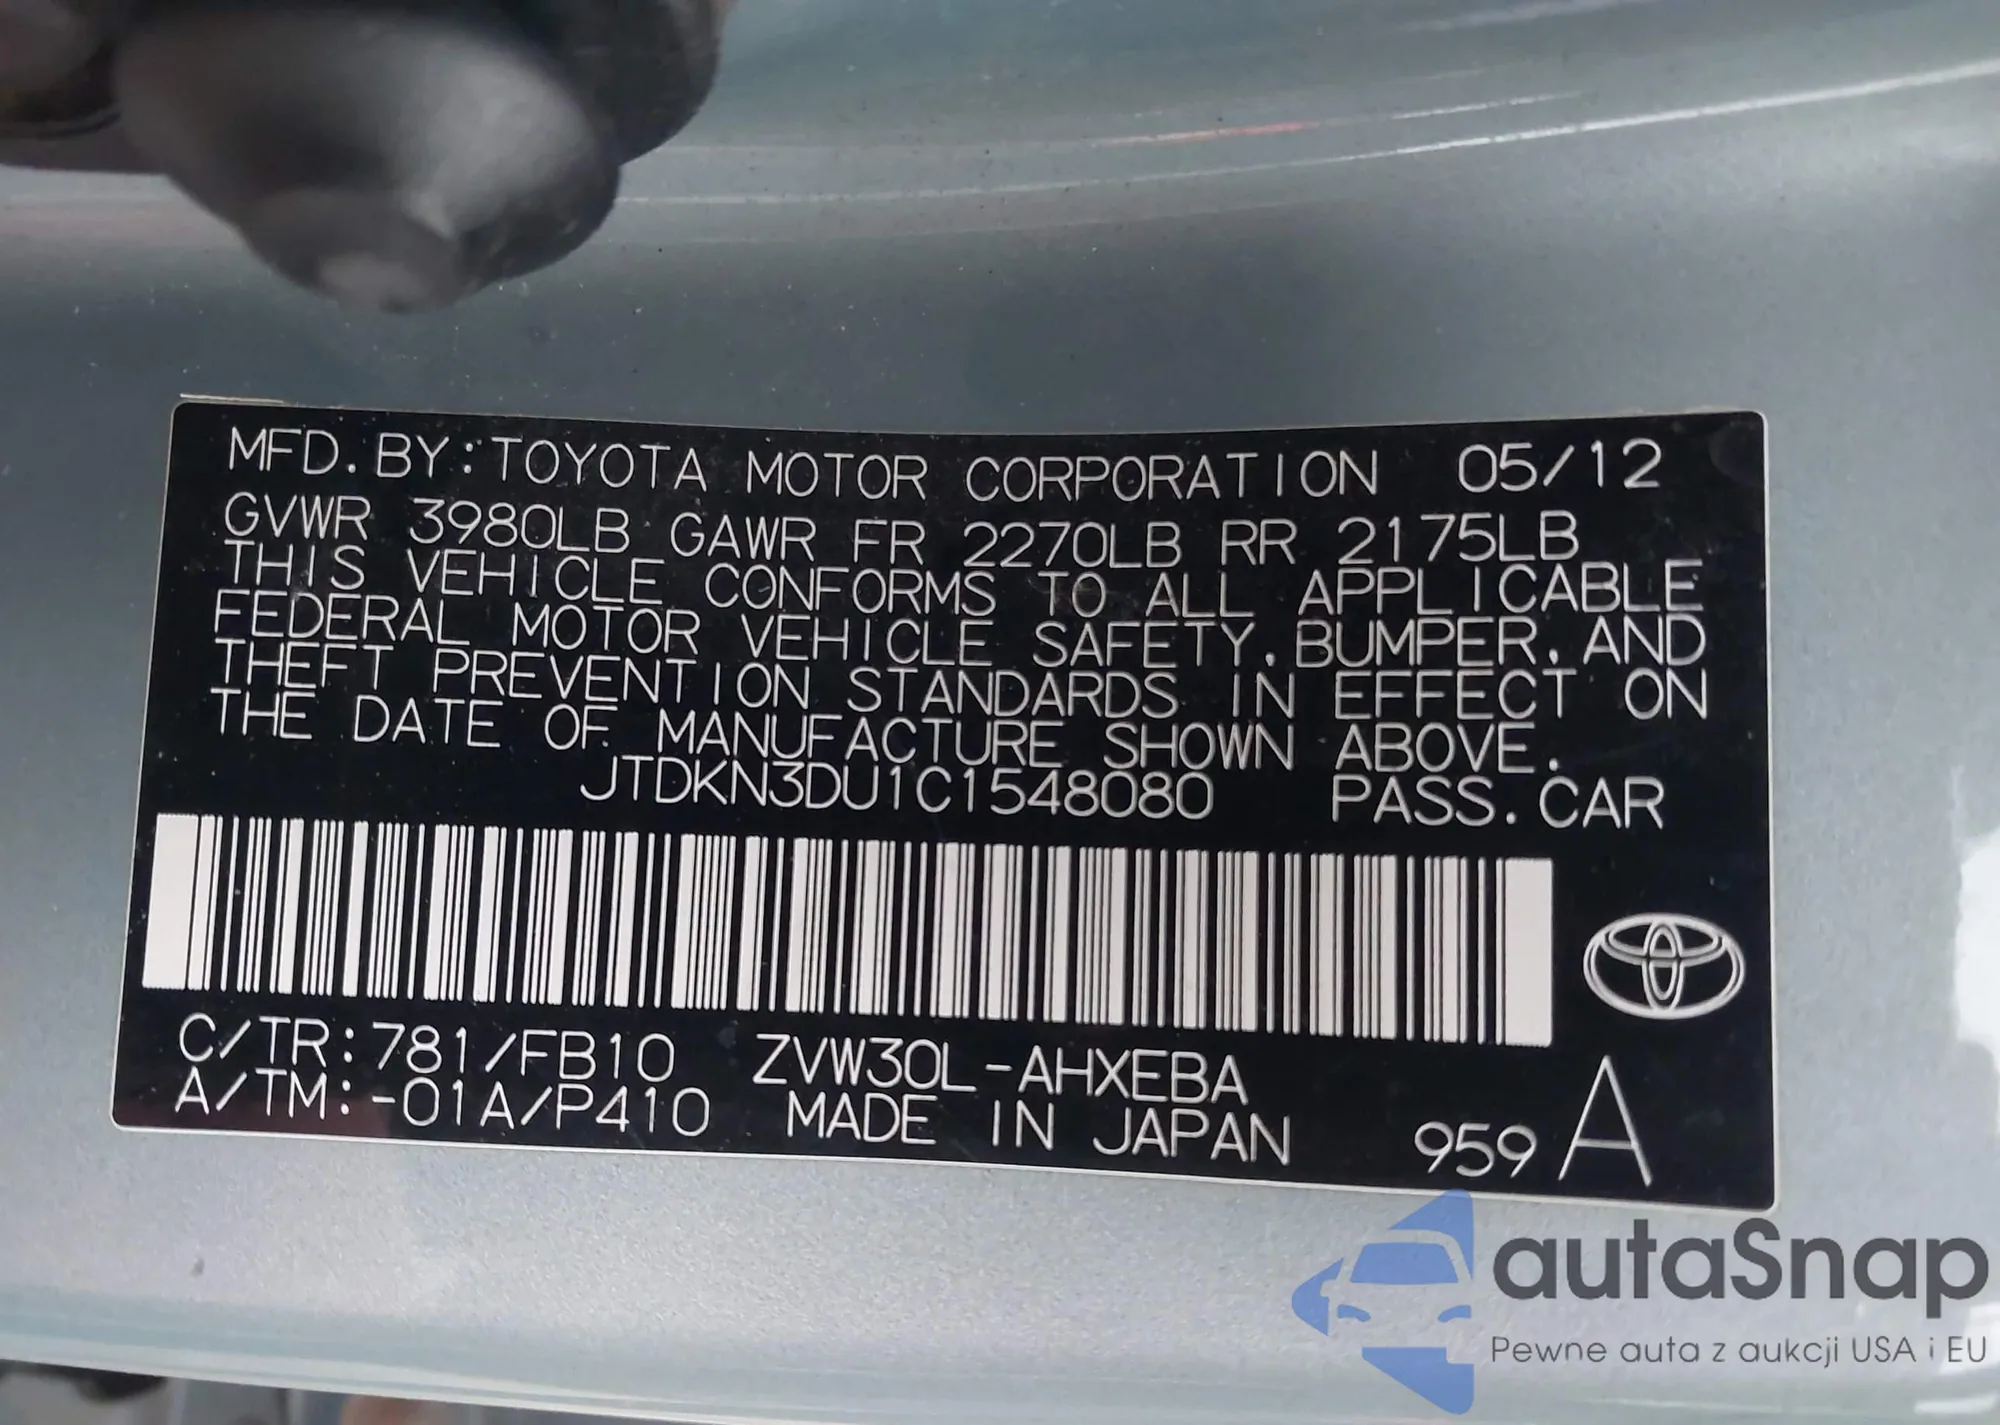 MFD. BY: TOYOTA MOTOR CORPORATION 05/12
GVWR 3980LB GAWR FR 2270LB RR 2175LB
THIS VEHICLE CONFORMS TO ALL APPLICABLE
FEDERAL MOTOR VEHICLE SAFETY, BUMPER, AND
THEFT PREVENTION STANDARDS IN EFFECT ON
THE DATE OF MANUFACTURE SHOWN ABOVE.
JTDKN3DU1C1548080 PASS. CAR
C/TR: 781/FB10 ZVW30L-AHXEBA
A/TM: -01A/P410 MADE IN JAPAN 959 A
autaSnap
Pewne auta z aukcji USA i EU